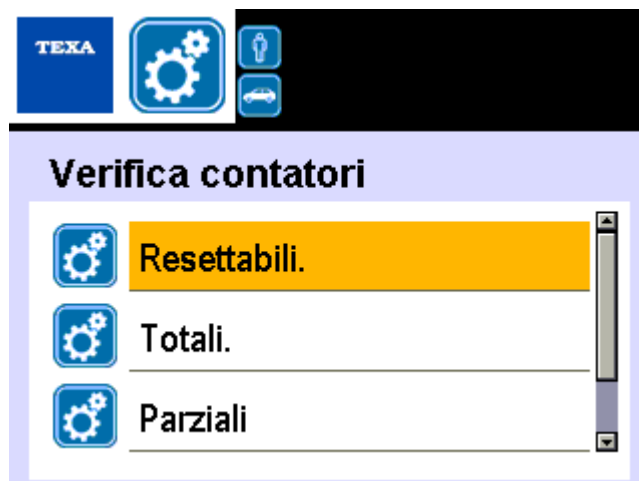 TEXA
Verifica contatori
Resettabili.
Totali.
Parziali